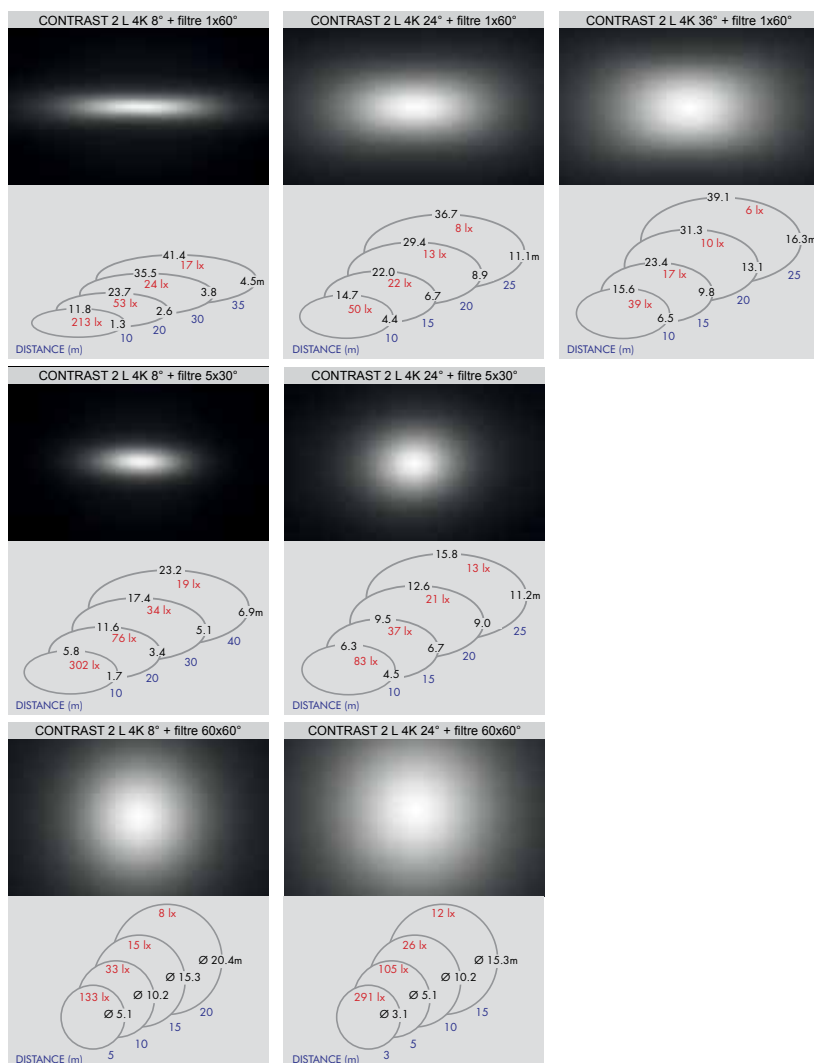 CONTRAST 2 L 4K 8° + filtre 1x60°
41.4
17 lx
35.5
24 lx
4.5m
23.7
53 lx
3.8
35
11.8
213 lx
2.6
30
1.3
20
10
DISTANCE (m)
CONTRAST 2 L 4K 24° + filtre 1x60°
36.7
8 lx
29.4
13 lx
11.1m
22.0
22 lx
8.9
25
14.7
50 lx
6.7
20
4.4
15
10
DISTANCE (m)
CONTRAST 2 L 4K 36° + filtre 1x60°
39.1
6 lx
31.3
10 lx
16.3m
23.4
17 lx
13.1
25
15.6
39 lx
9.8
20
6.5
15
10
DISTANCE (m)
CONTRAST 2 L 4K 8° + filtre 5x30°
23.2
19 lx
17.4
34 lx
6.9m
11.6
76 lx
5.1
40
5.8
302 lx
3.4
30
1.7
20
10
DISTANCE (m)
CONTRAST 2 L 4K 24° + filtre 5x30°
15.8
13 lx
12.6
21 lx
11.2m
9.5
37 lx
9.0
25
6.3
83 lx
6.7
20
4.5
15
10
DISTANCE (m)
CONTRAST 2 L 4K 8° + filtre 60x60°
8 lx
15 lx
Ø 20.4m
33 lx
Ø 15.3
133 lx
Ø 10.2
20
Ø 5.1
15
10
5
DISTANCE (m)
CONTRAST 2 L 4K 24° + filtre 60x60°
12 lx
26 lx
Ø 15.3m
105 lx
Ø 10.2
291 lx
Ø 5.1
15
Ø 3.1
10
5
3
DISTANCE (m)